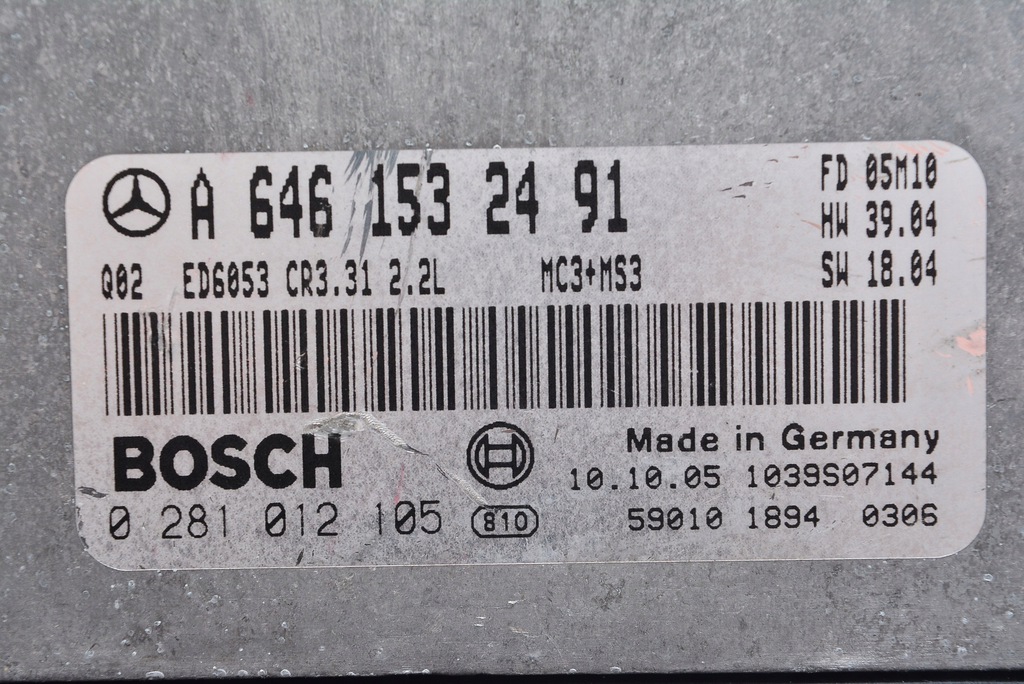 A 646 153 24 91
FD 05M10
HW 39.04
SW 18.04
Q02 ED6053 CR3.31 2.2L MC3+MS3
BOSCH
Made in Germany
10.10.05 1039S07144
0 281 012 105 810
59010 1894 0306